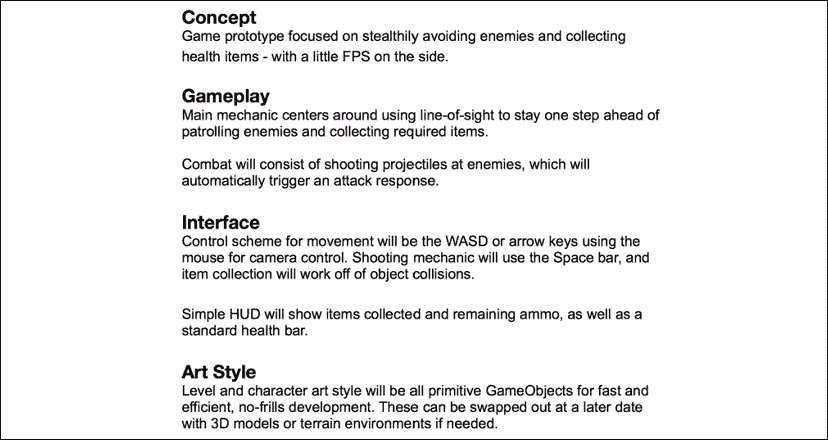 Concept
Game prototype focused on stealthily avoiding enemies and collecting
health items - with a little FPS on the side.
Gameplay
Main mechanic centers around using line-of-sight to stay one step ahead of
patrolling enemies and collecting required items.
Combat will consist of shooting projectiles at enemies, which will
automatically trigger an attack response.
Interface
Control scheme for movement will be the WASD or arrow keys using the
mouse for camera control. Shooting mechanic will use the Space bar, and
item collection will work off of object collisions.
Simple HUD will show items collected and remaining ammo, as well as a
standard health bar.
Art Style
Level and character art style will be all primitive GameObjects for fast and
efficient, no-frills development. These can be swapped out at a later date
with 3D models or terrain environments if needed.